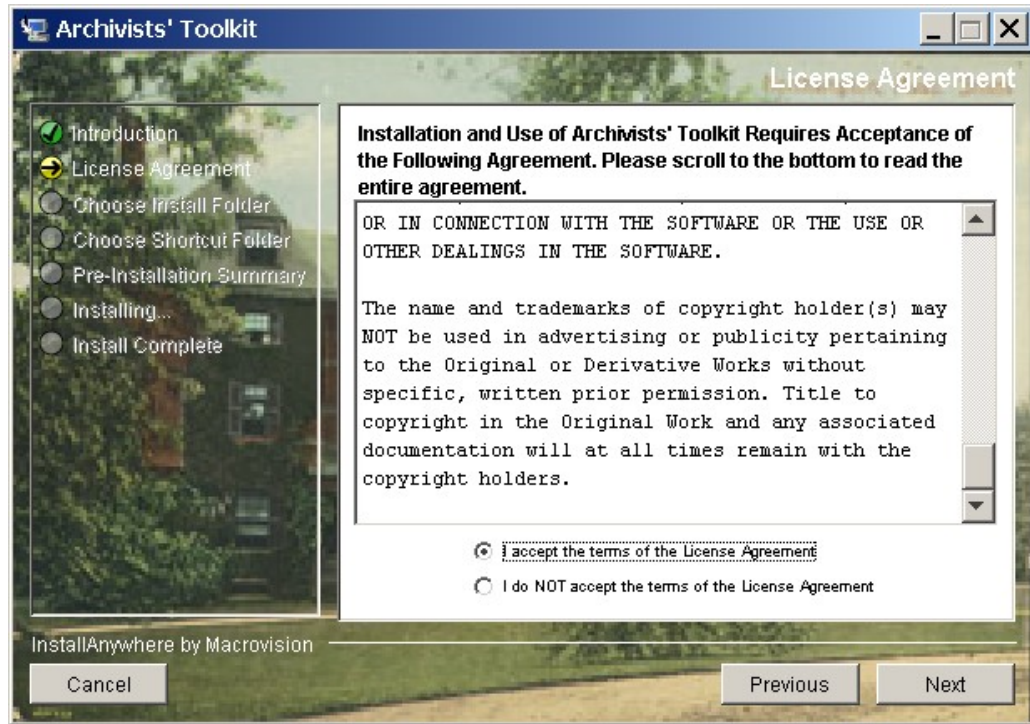 Archivists' Toolkit
License Agreement
Introduction
License Agreement
Choose Install Folder
Choose Shortcut Folder
Pre-Installation Summary
Installing...
Install Complete
Installation and Use of Archivists' Toolkit Requires Acceptance of
the Following Agreement. Please scroll to the bottom to read the
entire agreement.
OR IN CONNECTION WITH THE SOFTWARE OR THE USE OR
OTHER DEALINGS IN THE SOFTWARE.
The name and trademarks of copyright holder(s) may
NOT be used in advertising or publicity pertaining
to the Original or Derivative Works without
specific, written prior permission. Title to
copyright in the Original Work and any associated
documentation will at all times remain with the
copyright holders.
I accept the terms of the License Agreement
I do NOT accept the terms of the License Agreement
InstallAnywhere by Macrovision
Cancel
Previous
Next